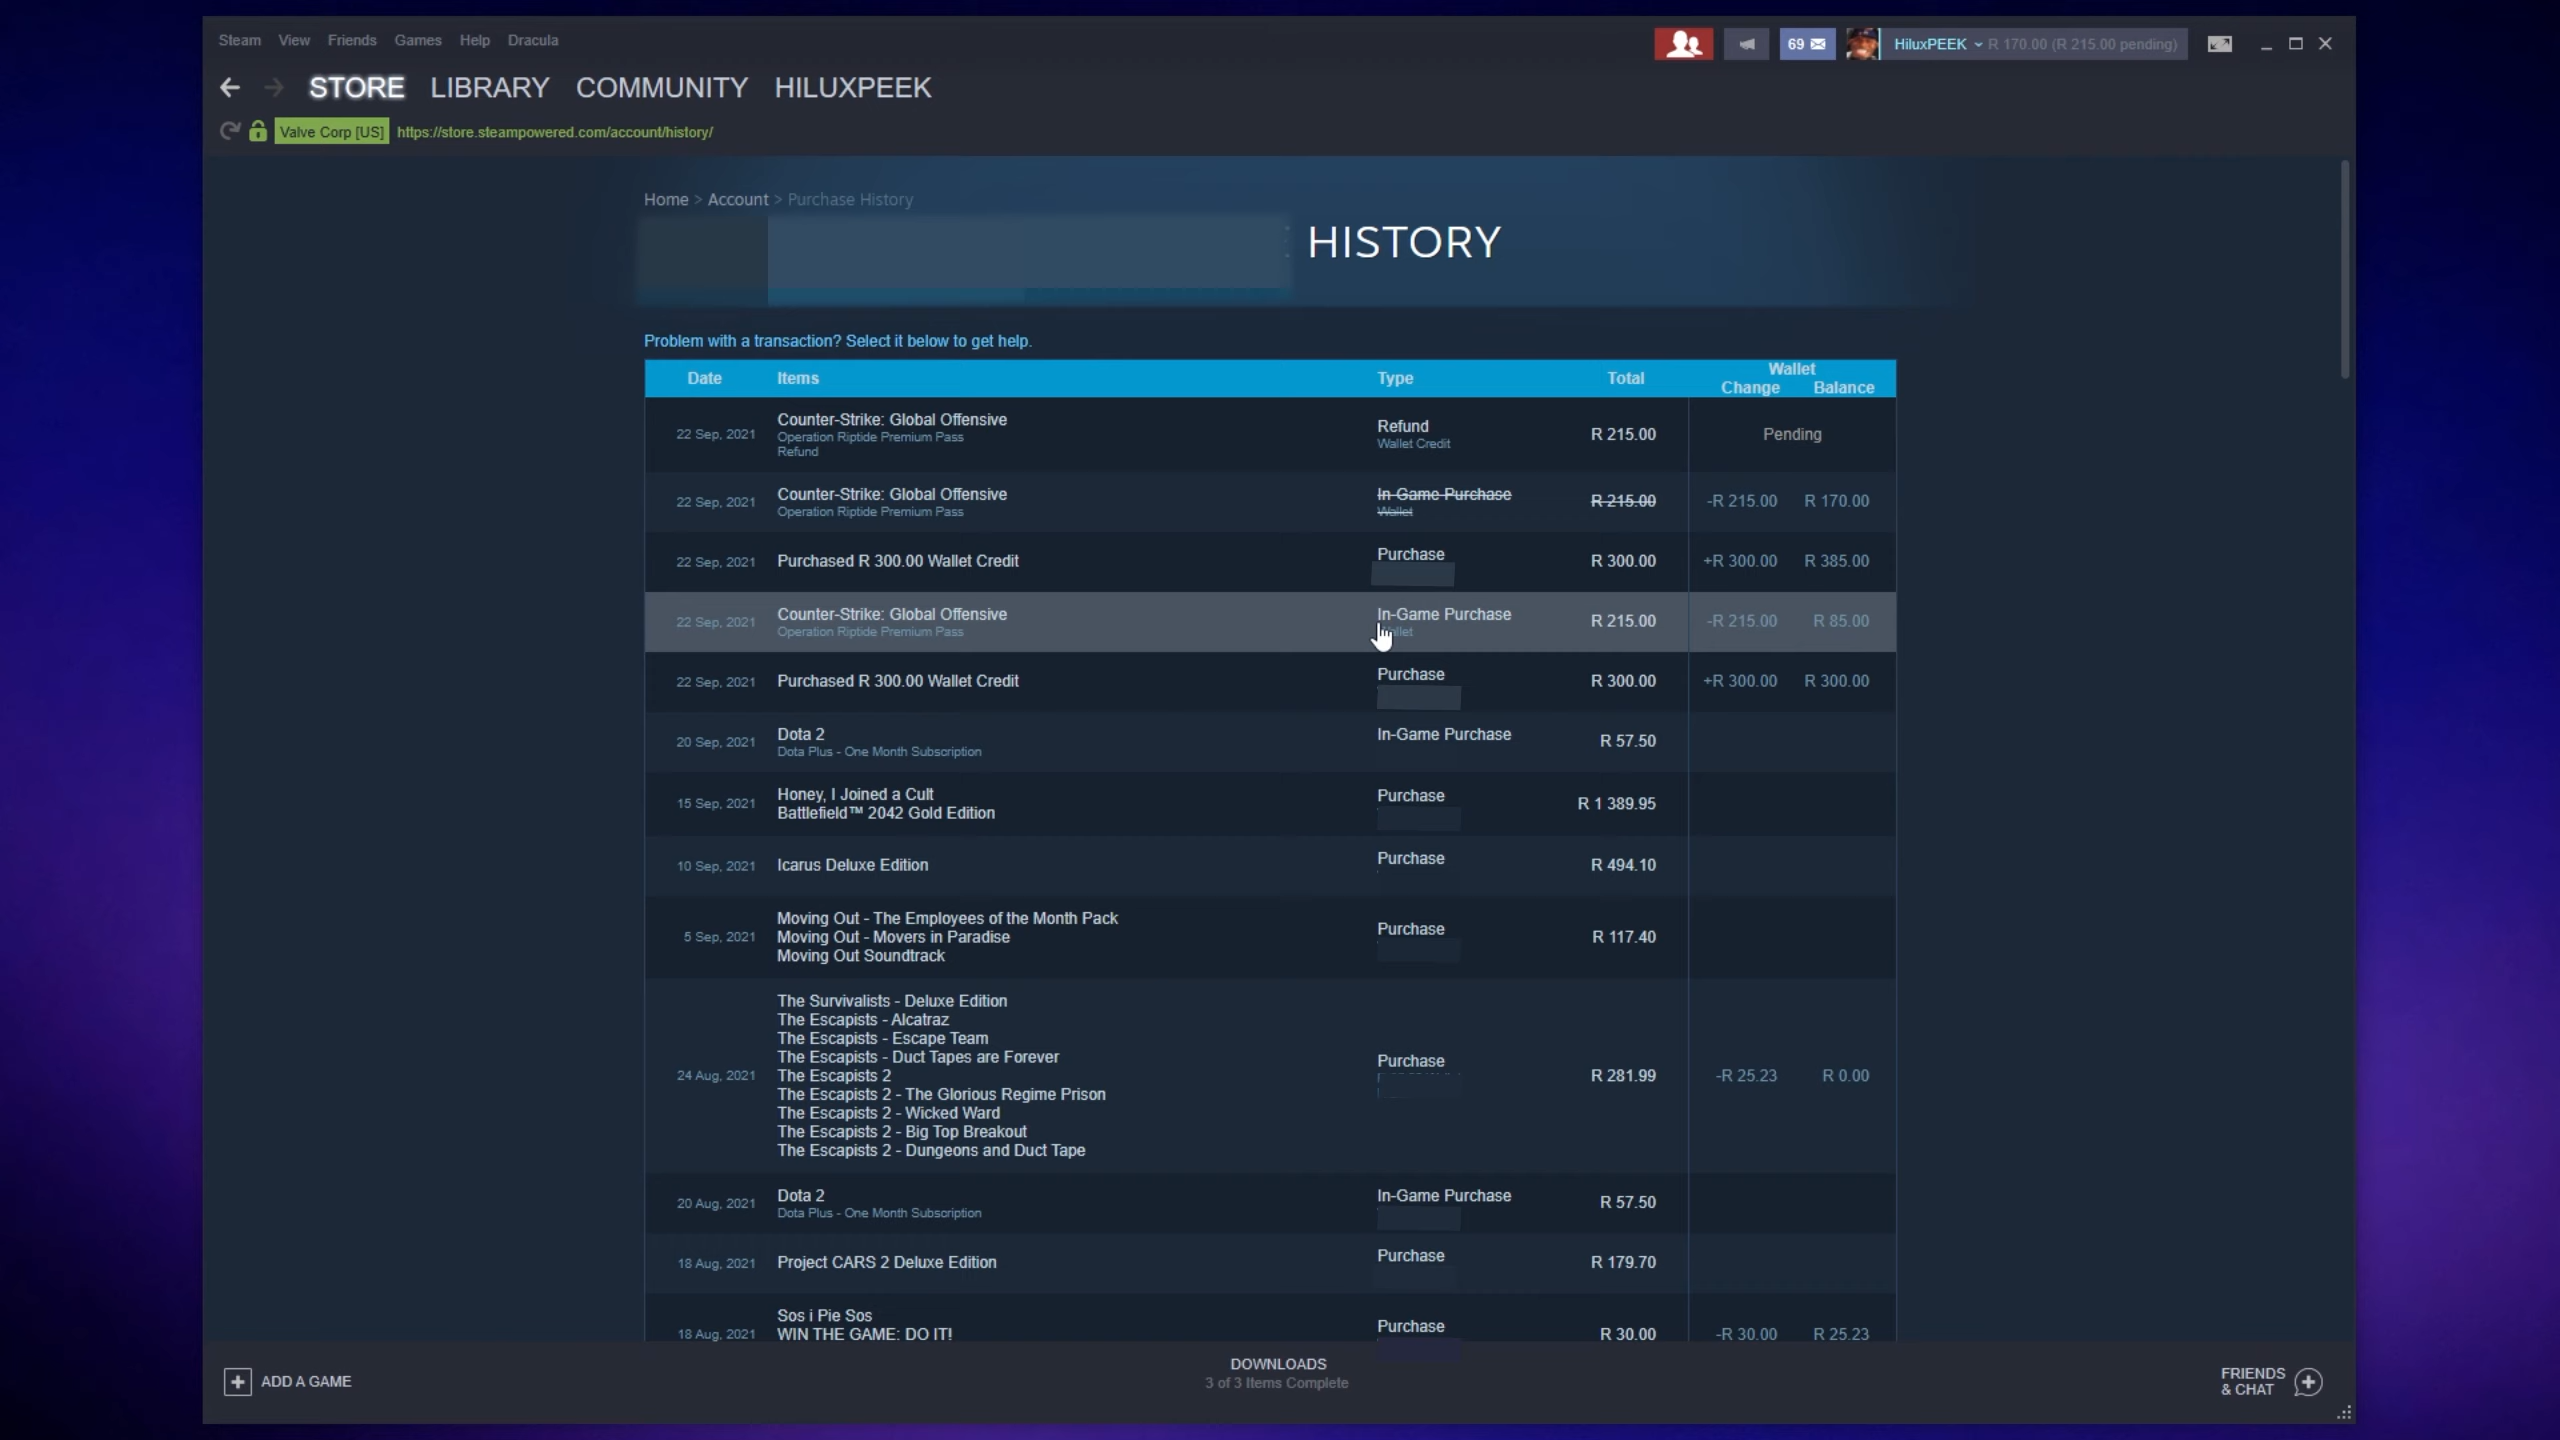 Steam View Friends Games Help Dracula
69 HiluxPEEK R 170.00 (R 215.00 pending)
STORE LIBRARY COMMUNITY HILUXPEEK
Valve Corp [US] https://store.steampowered.com/account/history/
Home > Account > Purchase History
HISTORY
Problem with a transaction? Select it below to get help.
Wallet
Date Items Type Total Change Balance
Counter-Strike: Global Offensive
Operation Riptide Premium Pass
Refund
22 Sep, 2021 Refund R 215.00 Pending
Wallet Credit
Counter-Strike: Global Offensive In-Game Purchase
22 Sep, 2021 R 215.00 -R 215.00 R 170.00
Operation Riptide Premium Pass Wallet
Purchase
22 Sep, 2021 Purchased R 300.00 Wallet Credit R 300.00 +R 300.00 R 385.00
Counter-Strike: Global Offensive In-Game Purchase
22 Sep, 2021 R 215.00 -R 215.00 R 85.00
Operation Riptide Premium Pass
Purchase
22 Sep, 2021 Purchased R 300.00 Wallet Credit R 300.00 +R 300.00 R 300.00
Dota 2 In-Game Purchase
20 Sep, 2021 R 57.50
Dota Plus - One Month Subscription
Honey, I Joined a Cult Purchase
15 Sep, 2021 R 1 389.95
Battlefield™ 2042 Gold Edition
Purchase
10 Sep, 2021 Icarus Deluxe Edition R 494.10
Moving Out - The Employees of the Month Pack Purchase
5 Sep, 2021 Moving Out - Movers in Paradise R 117.40
Moving Out Soundtrack
The Survivalists - Deluxe Edition
The Escapists - Alcatraz
The Escapists - Escape Team
The Escapists - Duct Tapes are Forever Purchase
24 Aug, 2021 The Escapists 2 R 281.99 -R 25.23 R 0.00
The Escapists 2 - The Glorious Regime Prison
The Escapists 2 - Wicked Ward
The Escapists 2 - Big Top Breakout
The Escapists 2 - Dungeons and Duct Tape
Dota 2 In-Game Purchase
20 Aug, 2021 R 57.50
Dota Plus - One Month Subscription
Purchase
18 Aug, 2021 Project CARS 2 Deluxe Edition R 179.70
Sos i Pie Sos Purchase
18 Aug, 2021 WIN THE GAME: DO IT! R 30.00 -R 30.00 R 25.23
ADD A GAME
DOWNLOADS
3 of 3 Items Complete
FRIENDS
& CHAT